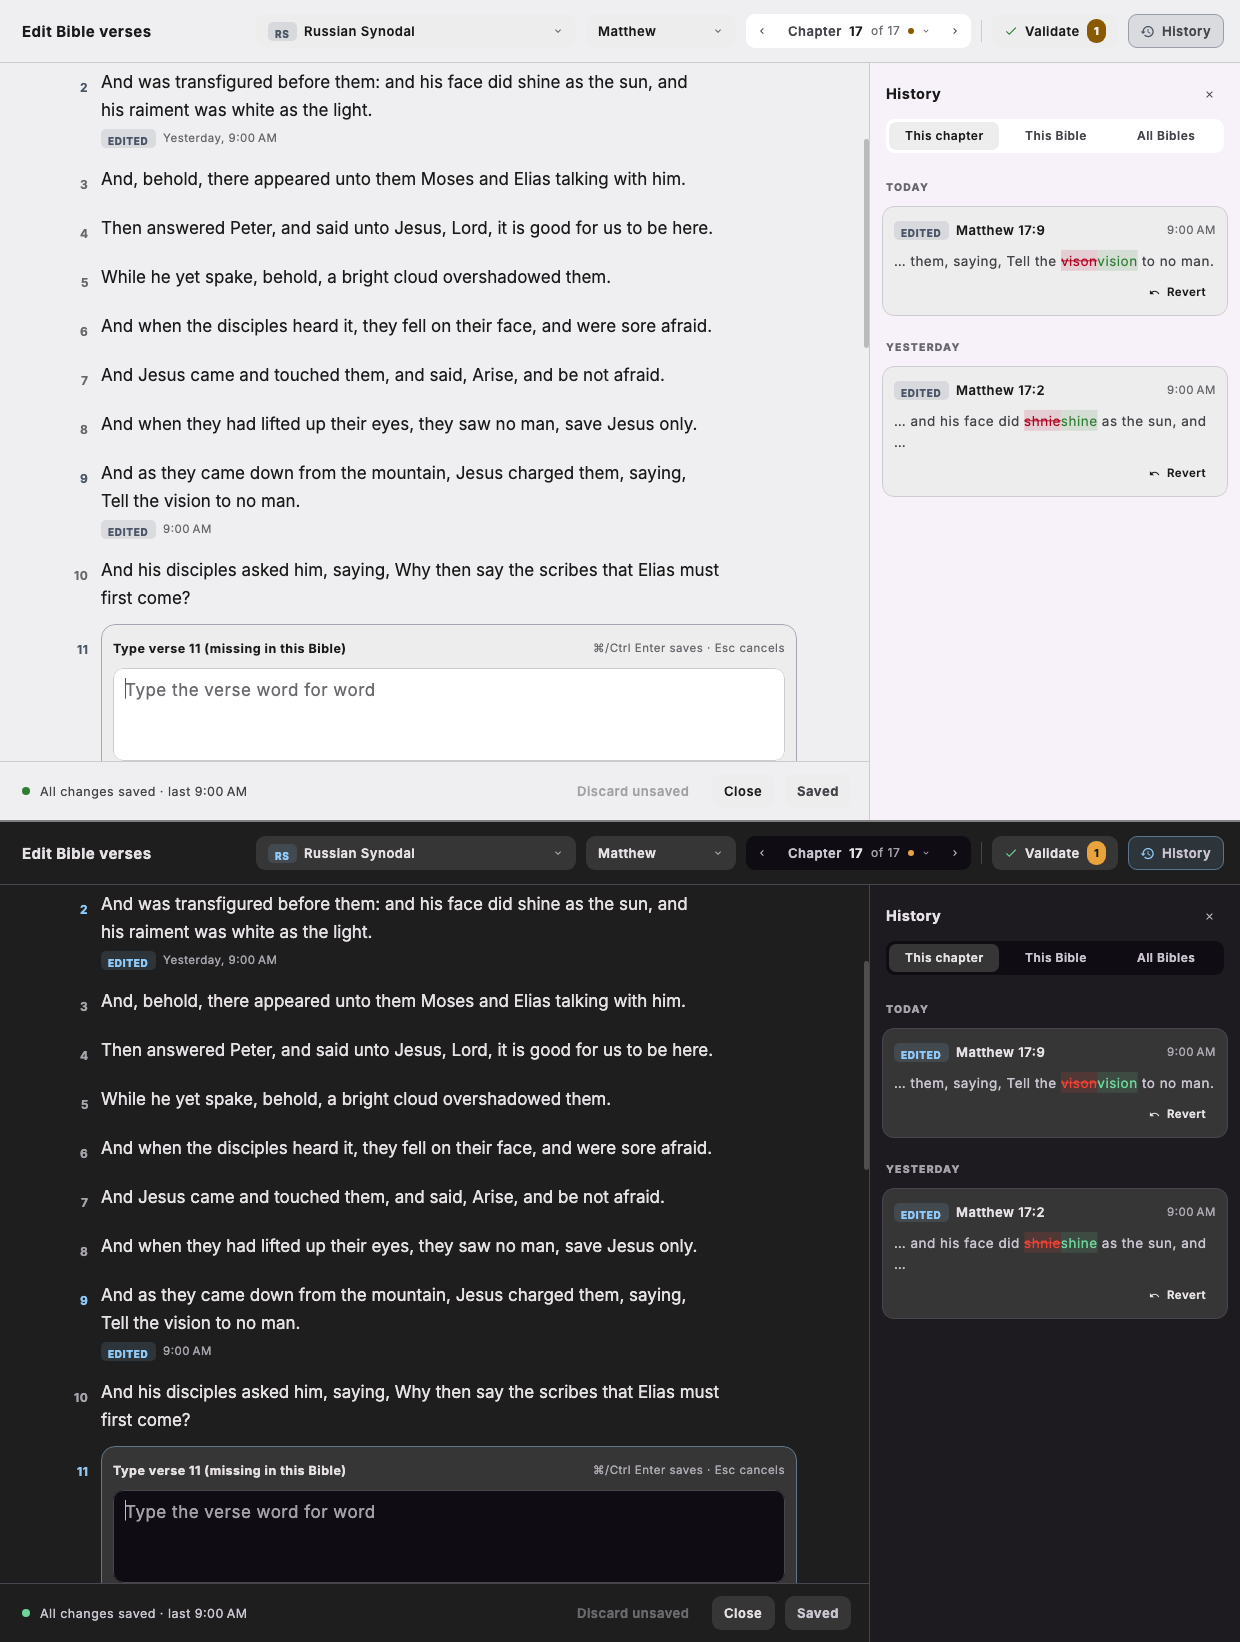 Edit Bible verses
RS Russian Synodal
Matthew
Chapter 17 of 17
Validate 1
History
2 And was transfigured before them: and his face did shine as the sun, and
his raiment was white as the light.
EDITED Yesterday, 9:00 AM
3 And, behold, there appeared unto them Moses and Elias talking with him.
4 Then answered Peter, and said unto Jesus, Lord, it is good for us to be here.
5 While he yet spake, behold, a bright cloud overshadowed them.
6 And when the disciples heard it, they fell on their face, and were sore afraid.
7 And Jesus came and touched them, and said, Arise, and be not afraid.
8 And when they had lifted up their eyes, they saw no man, save Jesus only.
9 And as they came down from the mountain, Jesus charged them, saying,
Tell the vision to no man.
EDITED 9:00 AM
10 And his disciples asked him, saying, Why then say the scribes that Elias must
first come?
11 Type verse 11 (missing in this Bible) ⌘/Ctrl Enter saves · Esc cancels
Type the verse word for word
All changes saved · last 9:00 AM
Discard unsaved
Close
Saved
History ×
This chapter This Bible All Bibles
TODAY
EDITED Matthew 17:9 9:00 AM
... them, saying, Tell the visonvision to no man.
Revert
YESTERDAY
EDITED Matthew 17:2 9:00 AM
... and his face did shnieshine as the sun, and
...
Revert
Edit Bible verses
RS Russian Synodal
Matthew
Chapter 17 of 17
Validate 1
History
2 And was transfigured before them: and his face did shine as the sun, and
his raiment was white as the light.
EDITED Yesterday, 9:00 AM
3 And, behold, there appeared unto them Moses and Elias talking with him.
4 Then answered Peter, and said unto Jesus, Lord, it is good for us to be here.
5 While he yet spake, behold, a bright cloud overshadowed them.
6 And when the disciples heard it, they fell on their face, and were sore afraid.
7 And Jesus came and touched them, and said, Arise, and be not afraid.
8 And when they had lifted up their eyes, they saw no man, save Jesus only.
9 And as they came down from the mountain, Jesus charged them, saying,
Tell the vision to no man.
EDITED 9:00 AM
10 And his disciples asked him, saying, Why then say the scribes that Elias must
first come?
11 Type verse 11 (missing in this Bible) ⌘/Ctrl Enter saves · Esc cancels
Type the verse word for word
All changes saved · last 9:00 AM
Discard unsaved
Close
Saved
History ×
This chapter This Bible All Bibles
TODAY
EDITED Matthew 17:9 9:00 AM
... them, saying, Tell the visonvision to no man.
Revert
YESTERDAY
EDITED Matthew 17:2 9:00 AM
... and his face did shnieshine as the sun, and
...
Revert